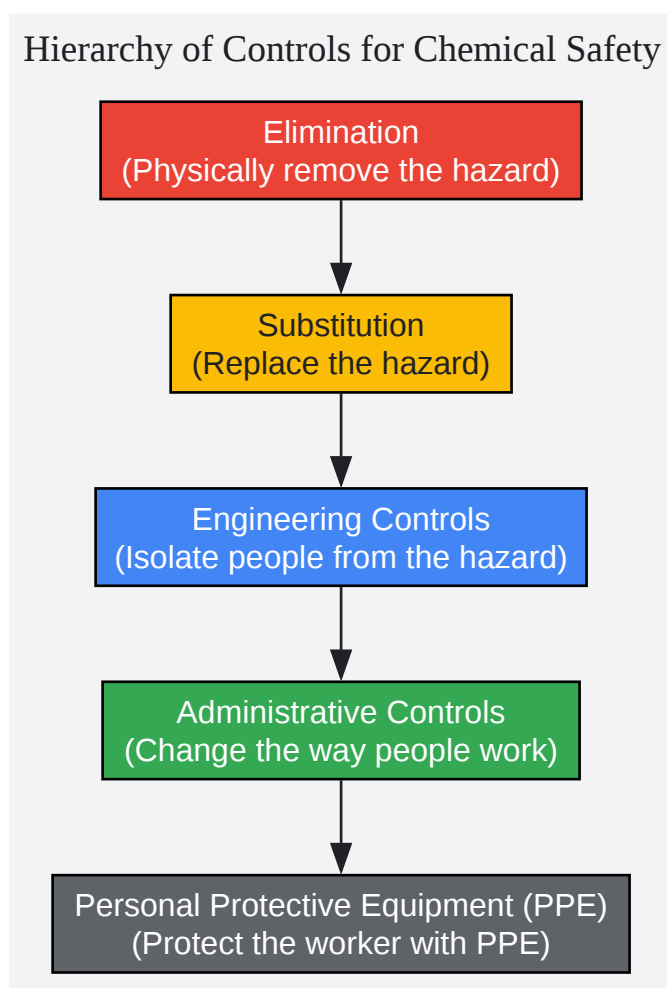 Hierarchy of Controls for Chemical Safety
Elimination
(Physically remove the hazard)
Substitution
(Replace the hazard)
Engineering Controls
(Isolate people from the hazard)
Administrative Controls
(Change the way people work)
Personal Protective Equipment (PPE)
(Protect the worker with PPE)